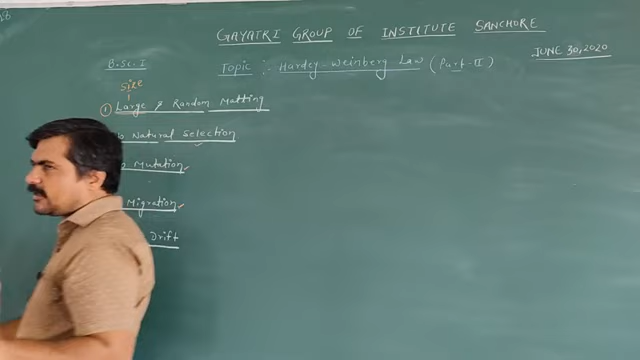 GAYATRI GROUP OF INSTITUTE SANCHORE
JUNE 30, 2020
B.Sc. I
Topic :- Hardey-Weinberg Law (Part-II)
Size
① Large & Random Matting
Natural Selection
Mutation
Migration
Drift